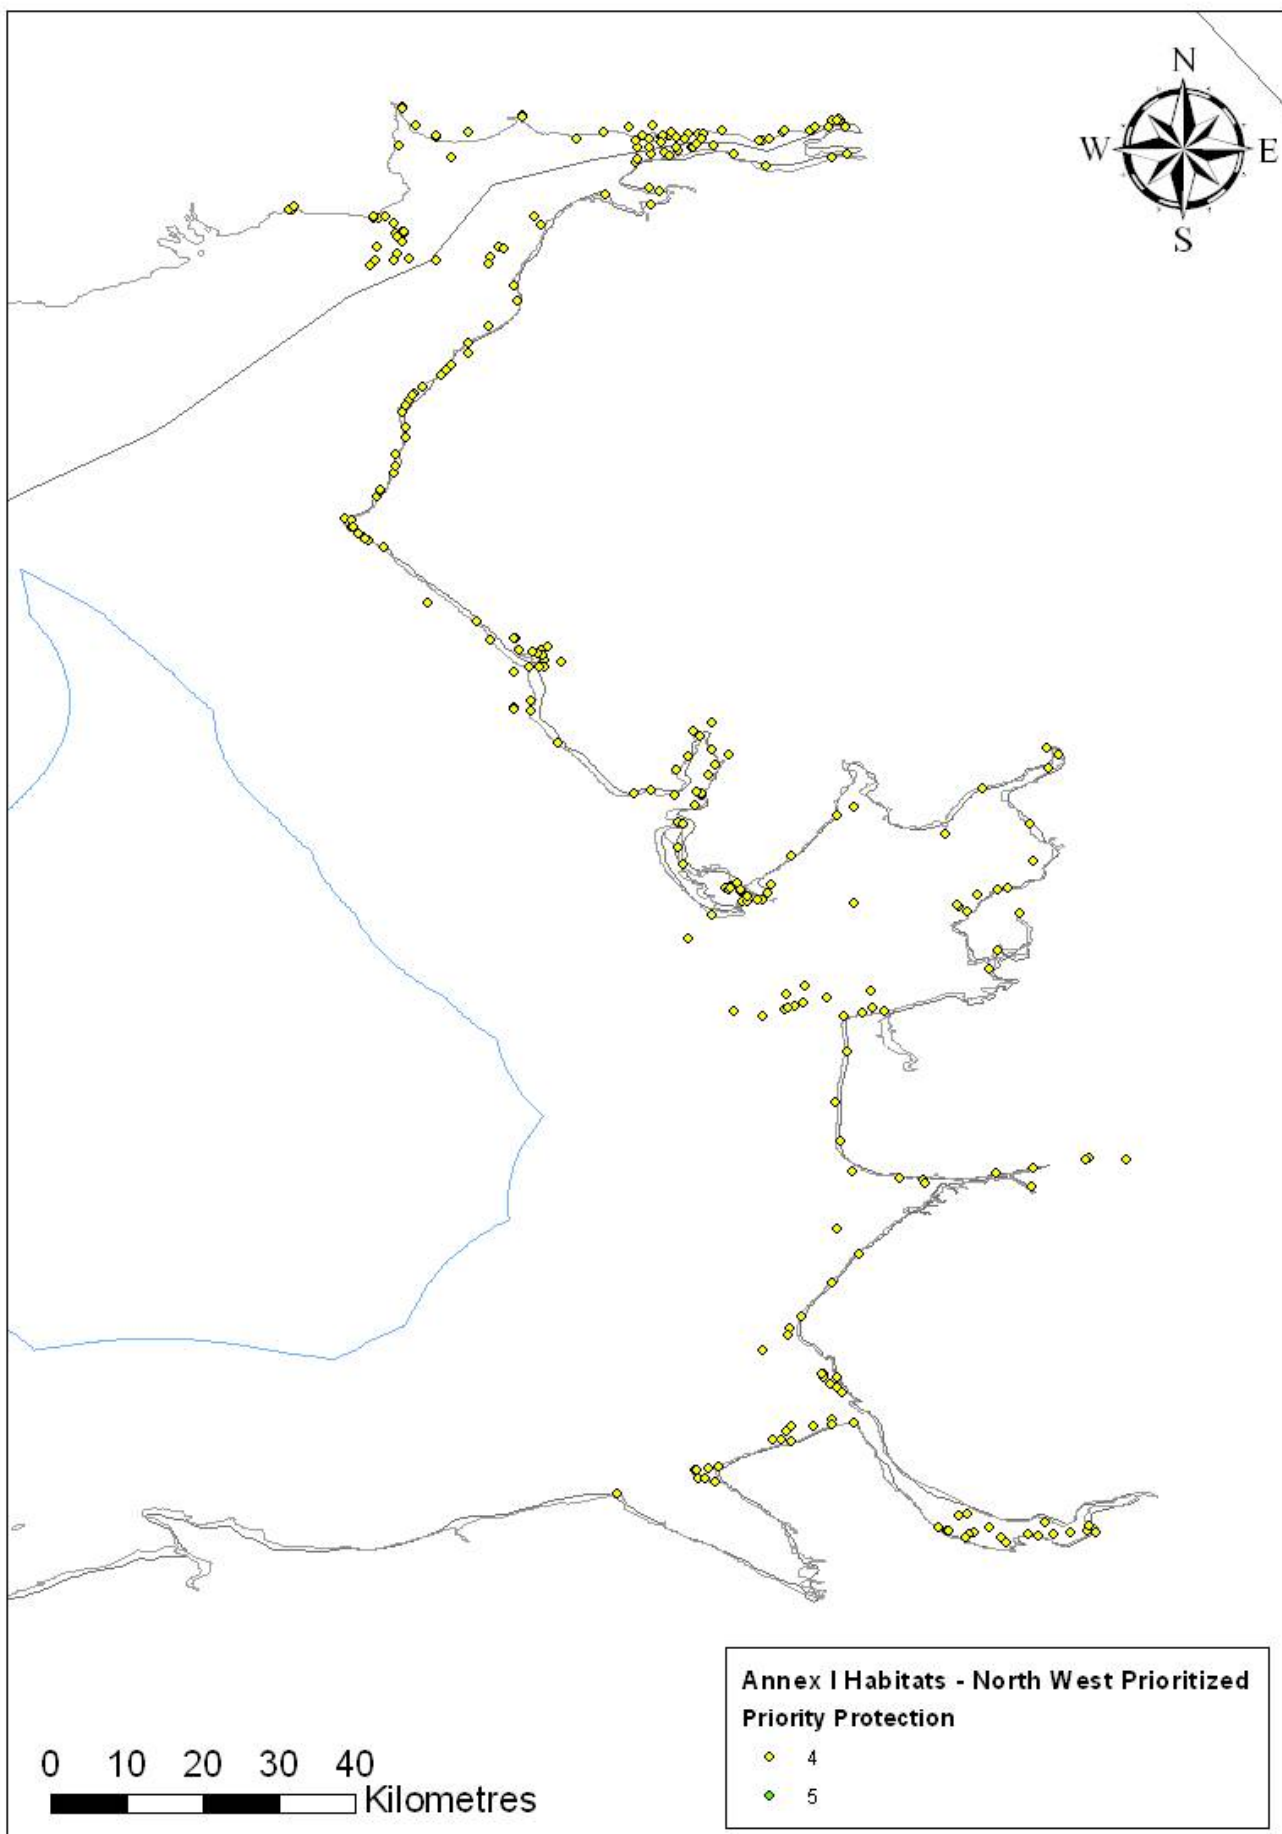 N
W E
S
Annex I Habitats - North West Prioritized
Priority Protection
4
5
0 10 20 30 40
Kilometres